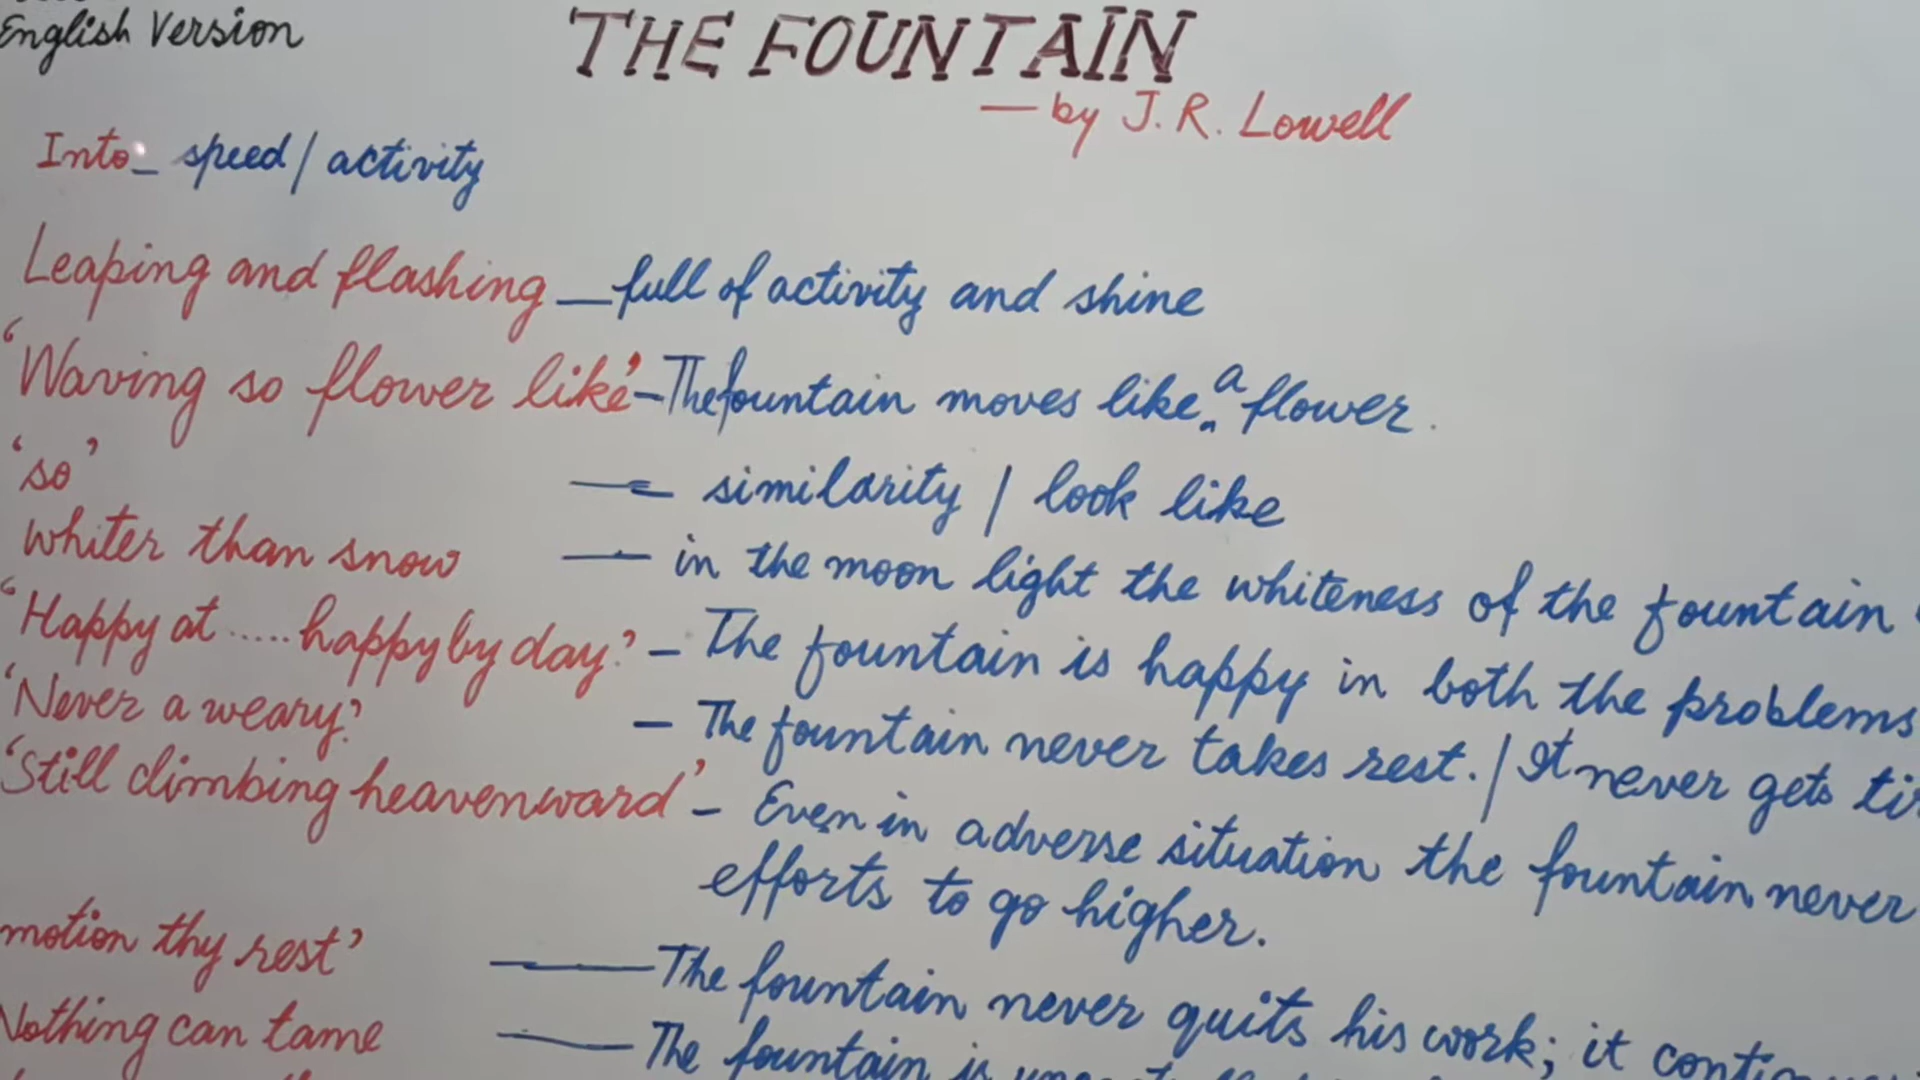 English Version
THE FOUNTAIN
— by J. R. Lowell
Into_ speed / activity
Leaping and flashing — full of activity and shine
'Waving so flower like' - The fountain moves like a flower.
'so' — similarity / look like
whiter than snow — in the moon light the whiteness of the fountain
'Happy at ..... happy by day.' - The fountain is happy in both the problems
'Never a weary.' - The fountain never takes rest. / It never gets
'Still climbing heavenward' - Even in adverse situation the fountain never
efforts to go higher.
motion thy rest' — The fountain never quits his work; it
Nothing can tame — The fountain is